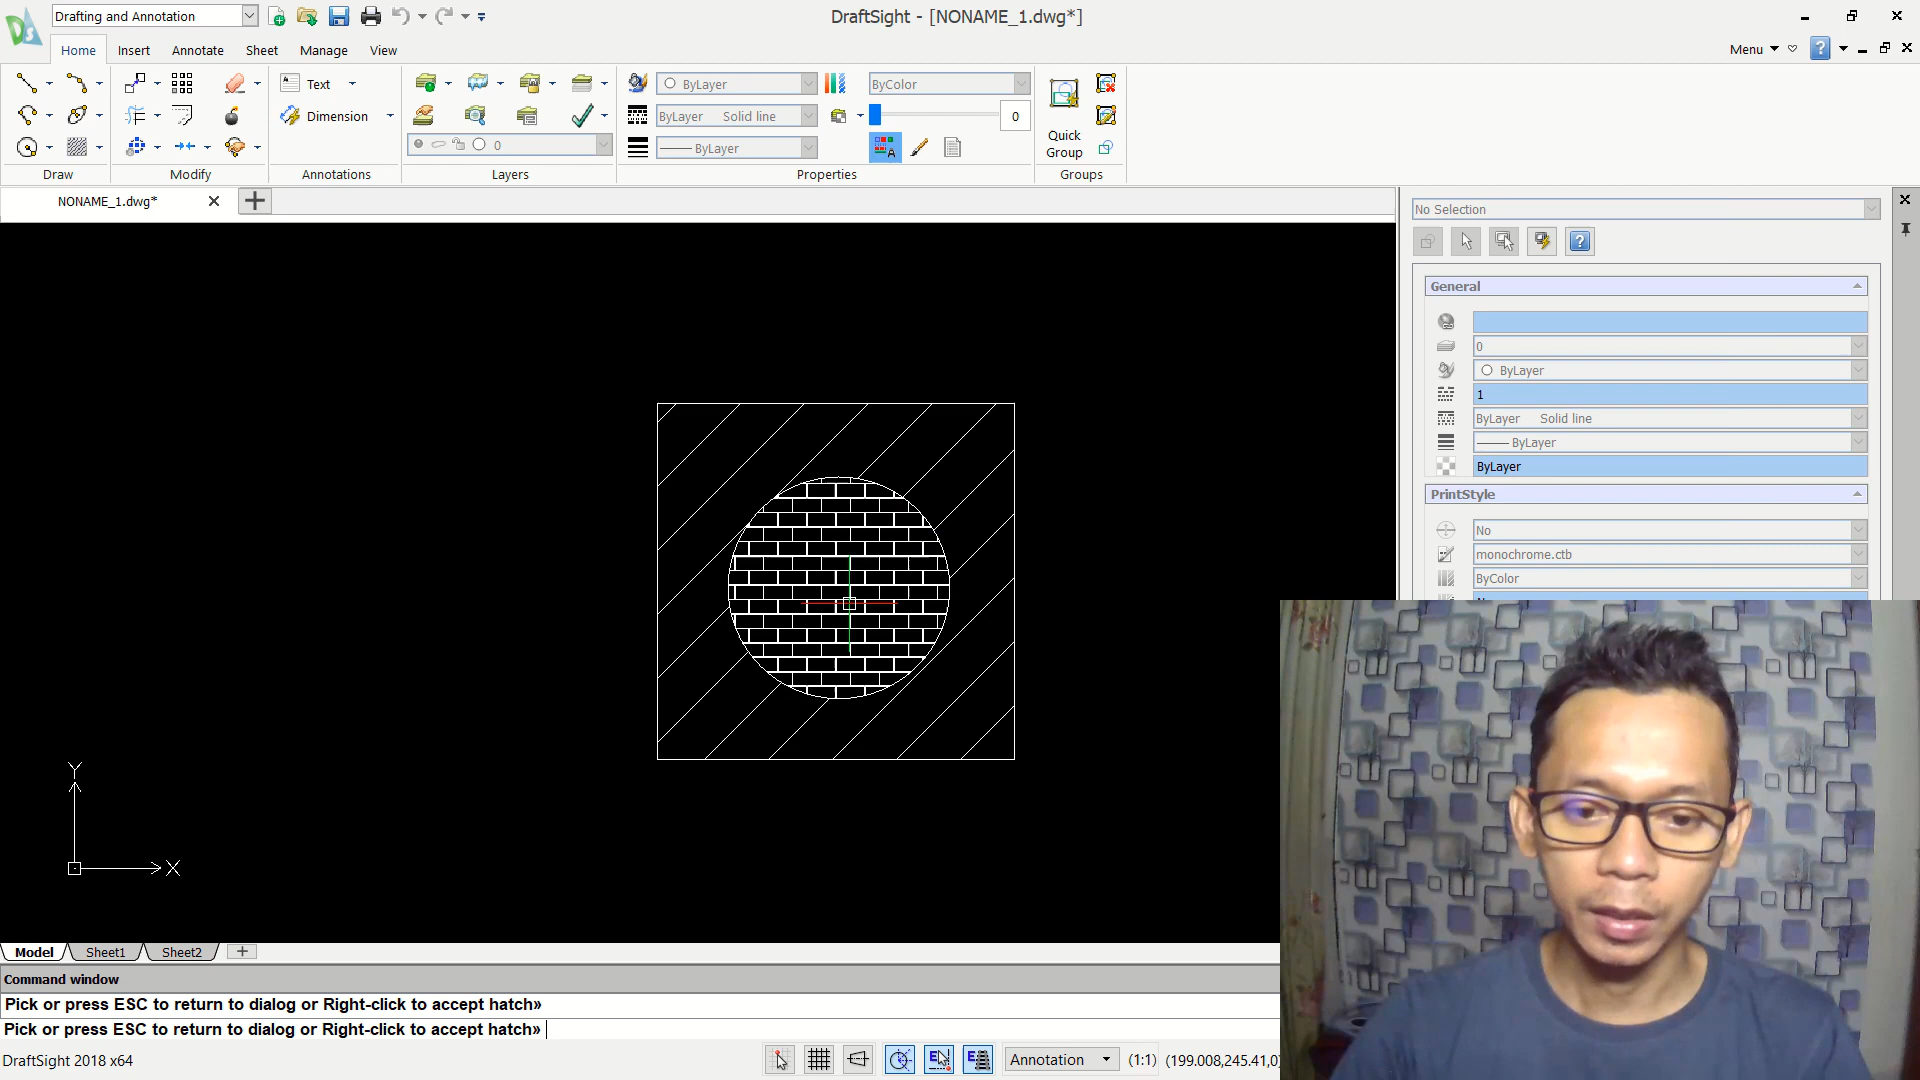 Drafting and Annotation
DraftSight - [NONAME_1.dwg*]
Home Insert Annotate Sheet Manage View
Menu
Text
ByLayer
ByColor
Dimension
ByLayer Solid line
0
0
ByLayer
Quick
Group
Draw Modify Annotations Layers Properties Groups
NONAME_1.dwg*
No Selection
General
0
ByLayer
1
ByLayer Solid line
ByLayer
ByLayer
PrintStyle
No
monochrome.ctb
ByColor
Y
X
Model Sheet1 Sheet2
Command window
Pick or press ESC to return to dialog or Right-click to accept hatch»
Pick or press ESC to return to dialog or Right-click to accept hatch»
DraftSight 2018 x64
Annotation (1:1) (199.008,245.41,0